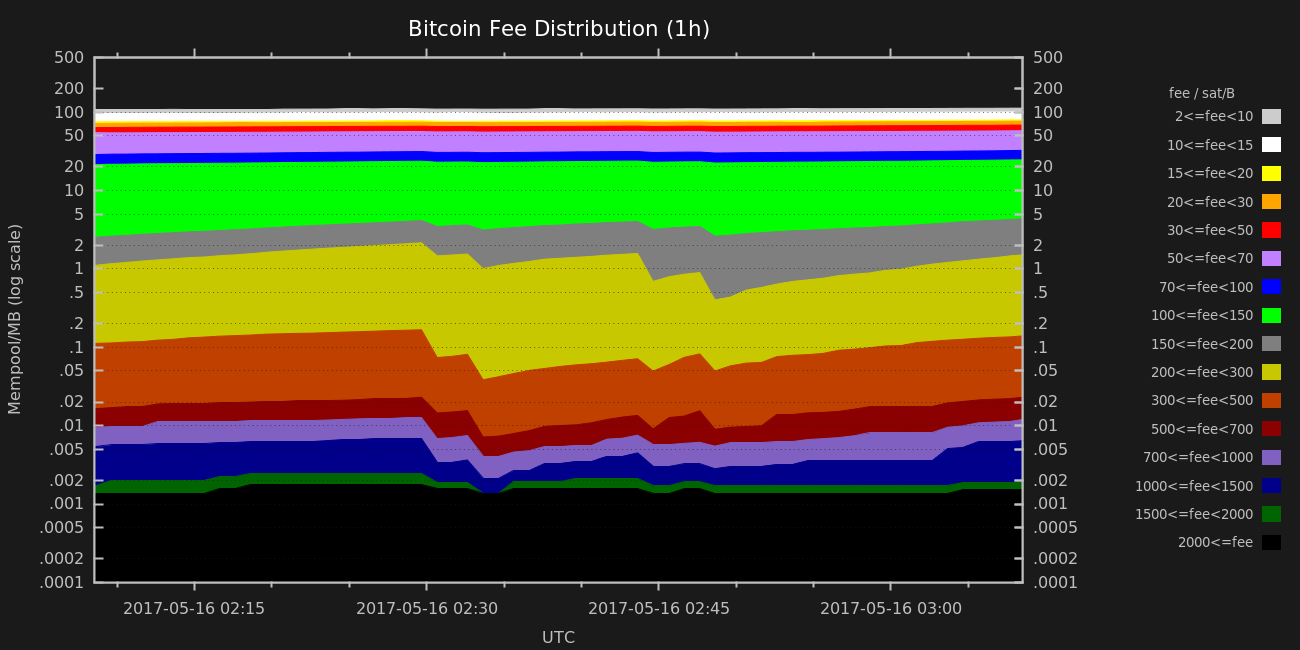 Bitcoin Fee Distribution (1h)
Mempool/MB (log scale)
500
200
100
50
20
10
5
2
1
.5
.2
.1
.05
.02
.01
.005
.002
.001
.0005
.0002
.0001
500
200
100
50
20
10
5
2
1
.5
.2
.1
.05
.02
.01
.005
.002
.001
.0005
.0002
.0001
2017-05-16 02:15
2017-05-16 02:30
2017-05-16 02:45
2017-05-16 03:00
UTC
fee / sat/B
2<=fee<10
10<=fee<15
15<=fee<20
20<=fee<30
30<=fee<50
50<=fee<70
70<=fee<100
100<=fee<150
150<=fee<200
200<=fee<300
300<=fee<500
500<=fee<700
700<=fee<1000
1000<=fee<1500
1500<=fee<2000
2000<=fee